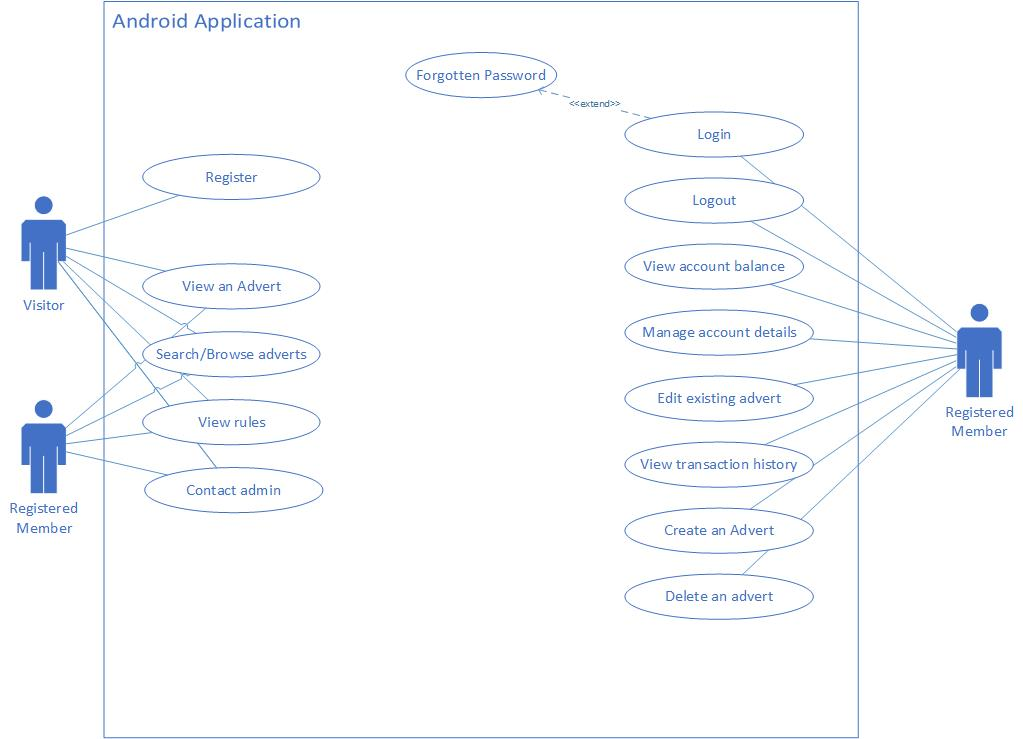 Android Application
Forgotten Password
<<extend>>
Login
Register
Logout
View account balance
View an Advert
Visitor
Manage account details
Search/Browse adverts
Edit existing advert
Registered
Member
View rules
View transaction history
Contact admin
Registered
Member
Create an Advert
Delete an advert